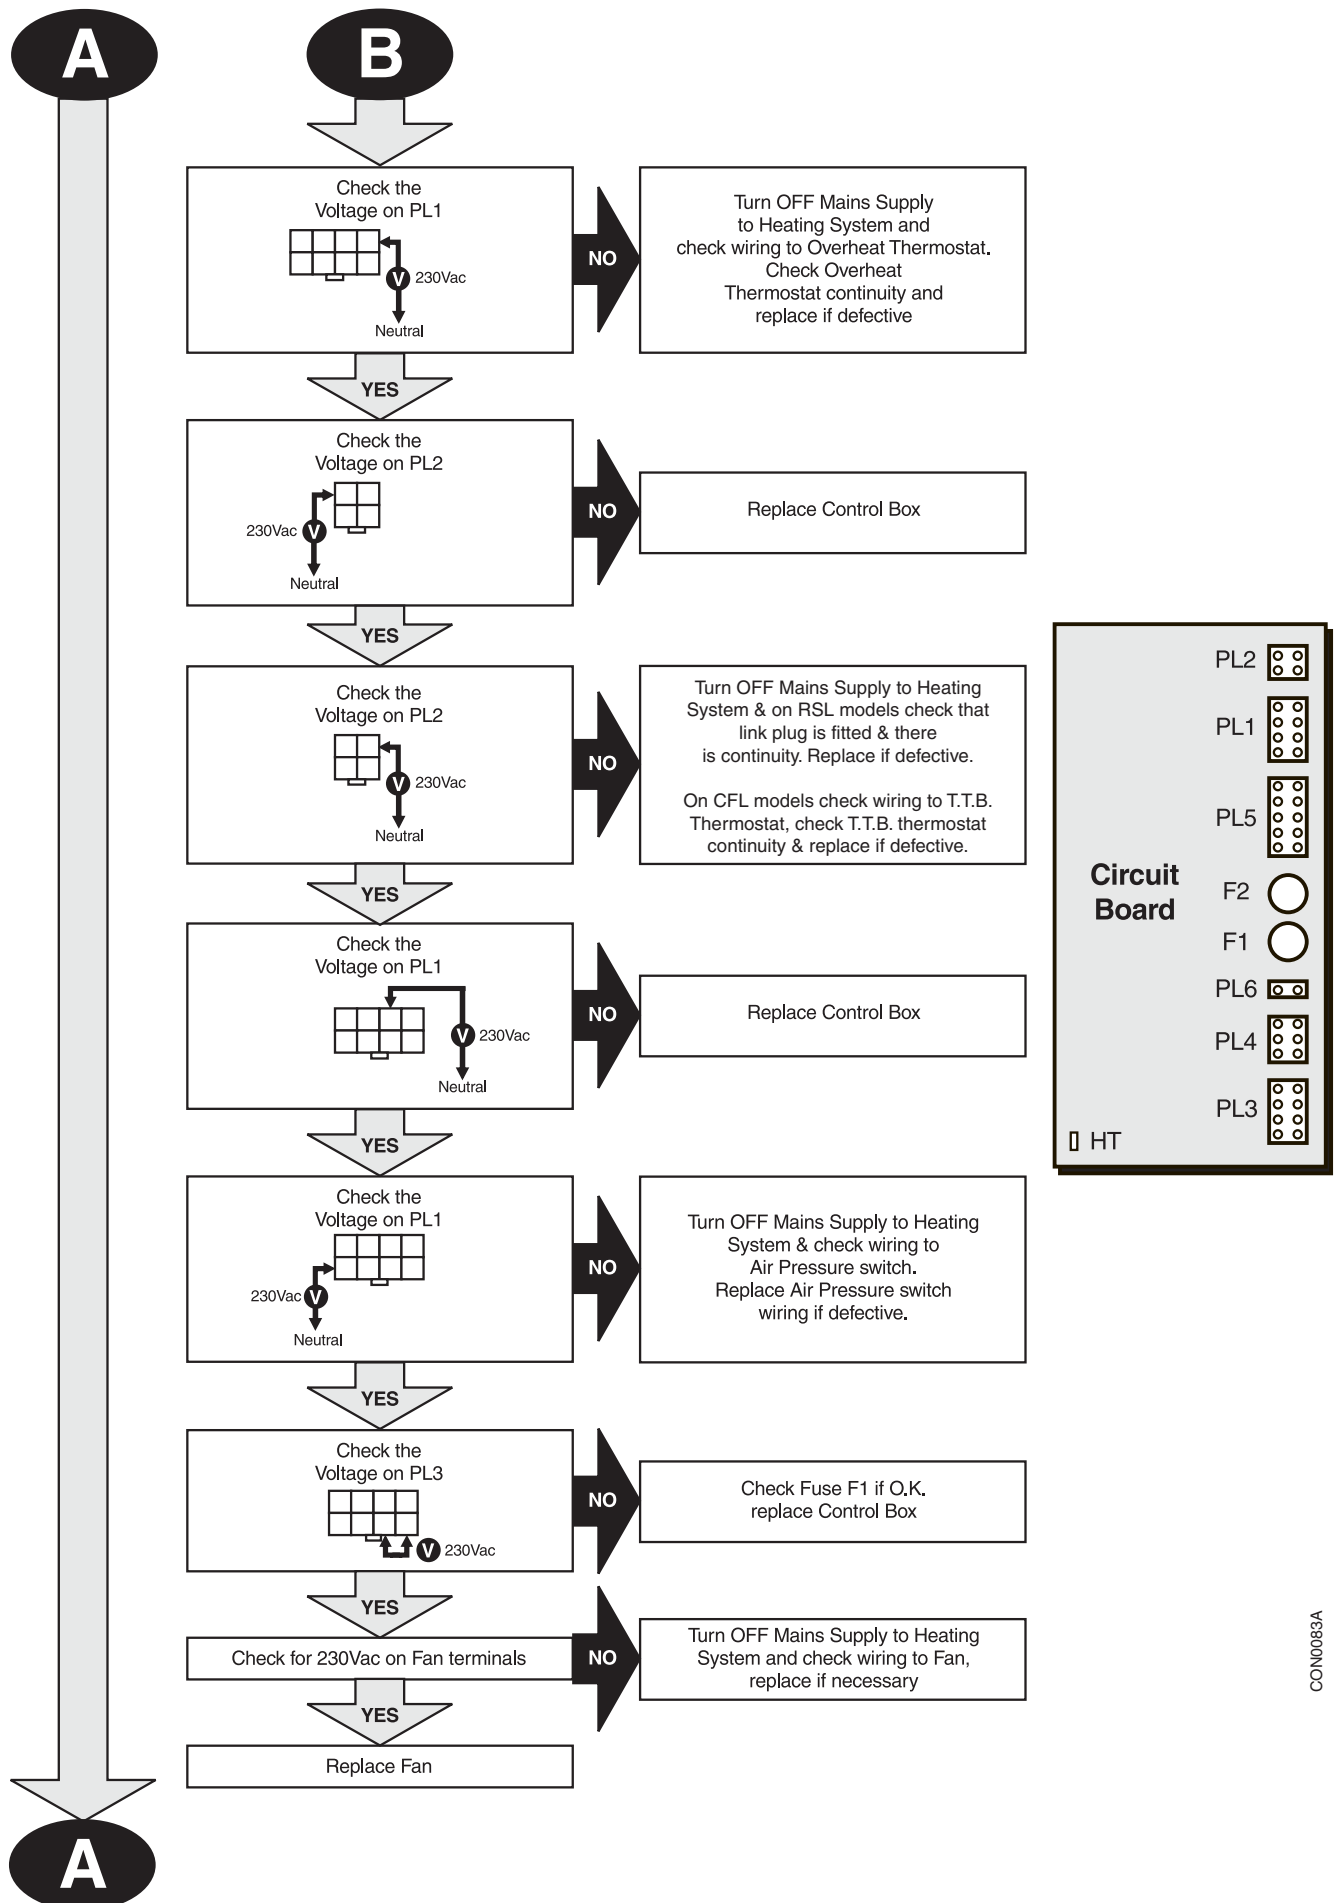 A
B
Check the
Voltage on PL1
V
230Vac
Neutral
NO
Turn OFF Mains Supply
to Heating System and
check wiring to Overheat Thermostat.
Check Overheat
Thermostat continuity and
replace if defective
YES
Check the
Voltage on PL2
230Vac
V
Neutral
NO
Replace Control Box
YES
Check the
Voltage on PL2
V
230Vac
Neutral
NO
Turn OFF Mains Supply to Heating
System & on RSL models check that
link plug is fitted & there
is continuity. Replace if defective.
On CFL models check wiring to T.T.B.
Thermostat, check T.T.B. thermostat
continuity & replace if defective.
YES
Check the
Voltage on PL1
V
230Vac
Neutral
NO
Replace Control Box
YES
Check the
Voltage on PL1
230Vac
V
Neutral
NO
Turn OFF Mains Supply to Heating
System & check wiring to
Air Pressure switch.
Replace Air Pressure switch
wiring if defective.
YES
Check the
Voltage on PL3
V
230Vac
NO
Check Fuse F1 if O.K.
replace Control Box
YES
Check for 230Vac on Fan terminals
NO
Turn OFF Mains Supply to Heating
System and check wiring to Fan,
replace if necessary
YES
Replace Fan
A
Circuit
Board
PL2
PL1
PL5
F2
F1
PL6
PL4
PL3
HT
CON0083A